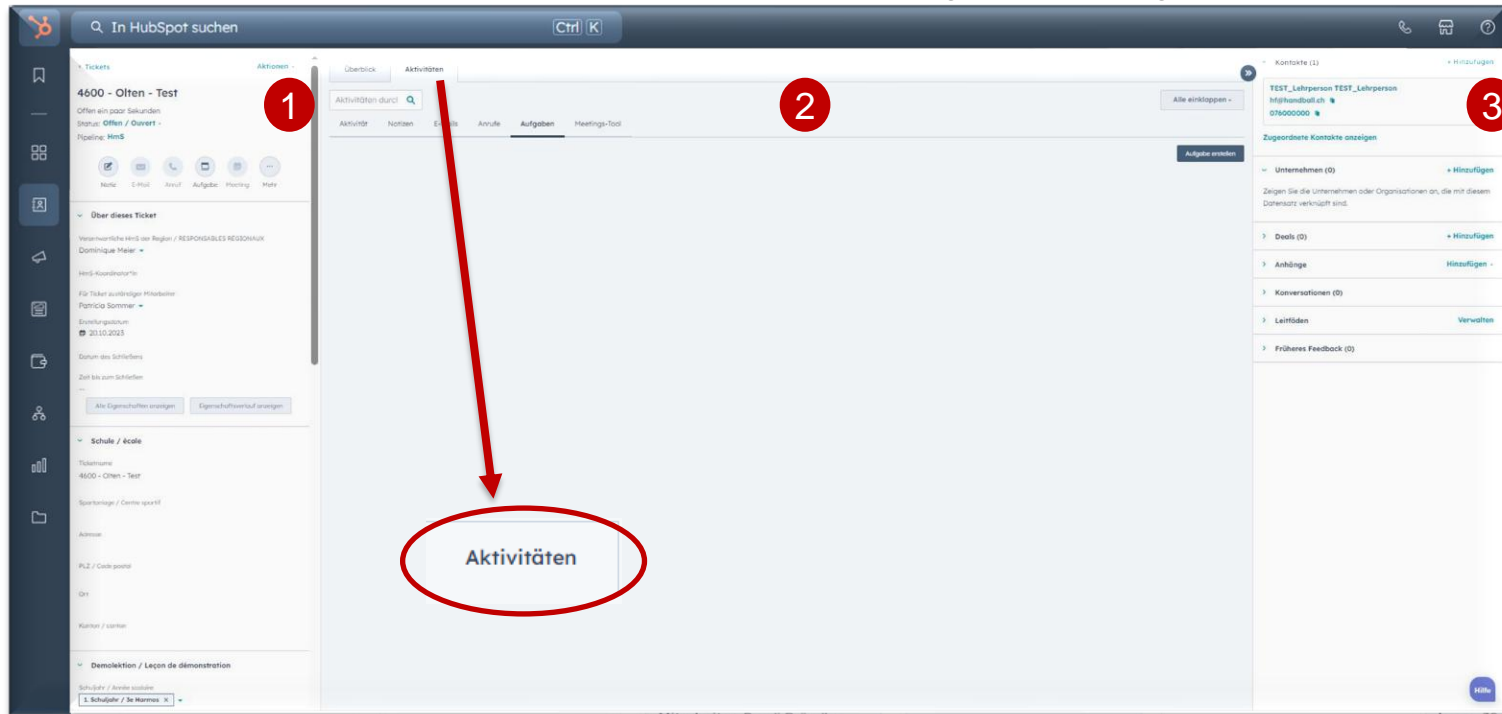 In HubSpot suchen
Ctrl K
Tickets
Aktionen
4600 - Olten - Test
Offen ein paar Sekunden
Status: Offen / Ouvert
Pipeline: HmS
Notiz E-Mail Anruf Aufgabe Meeting Mehr
Über dieses Ticket
Verantwortliche HmS der Region / RESPONSABLES RÉGIONAUX
Dominique Meier
HmS-Koordinator*in
Für Ticket zuständiger Mitarbeiter
Patricia Sommer
Erstellungsdatum
20.10.2023
Datum des Schließens
Zeit bis zum Schließen
--
Alle Eigenschaften anzeigen
Eigenschaftsverlauf anzeigen
Schule / école
Ticketname
4600 - Olten - Test
Sportanlage / Centre sportif
Adresse
PLZ / Code postal
Ort
Kanton / canton
Demolektion / Leçon de démonstration
Schuljahr / Année scolaire
1. Schuljahr / 3e Harmos x
1
Überblick Aktivitäten
Aktivitäten durc!
Alle einklappen
Aktivität Notizen E-Mails Anrufe Aufgaben Meetings-Tool
Aufgabe erstellen
2
Aktivitäten
Kontakte (1)
+ Hinzufügen
TEST_Lehrperson TEST_Lehrperson
hf@handball.ch
076000000
3
Zugeordnete Kontakte anzeigen
Unternehmen (0)
+ Hinzufügen
Zeigen Sie die Unternehmen oder Organisationen an, die mit diesem
Datensatz verknüpft sind.
Deals (0)
+ Hinzufügen
Anhänge
Hinzufügen
Konversationen (0)
Leitfäden
Verwalten
Früheres Feedback (0)
Hilfe